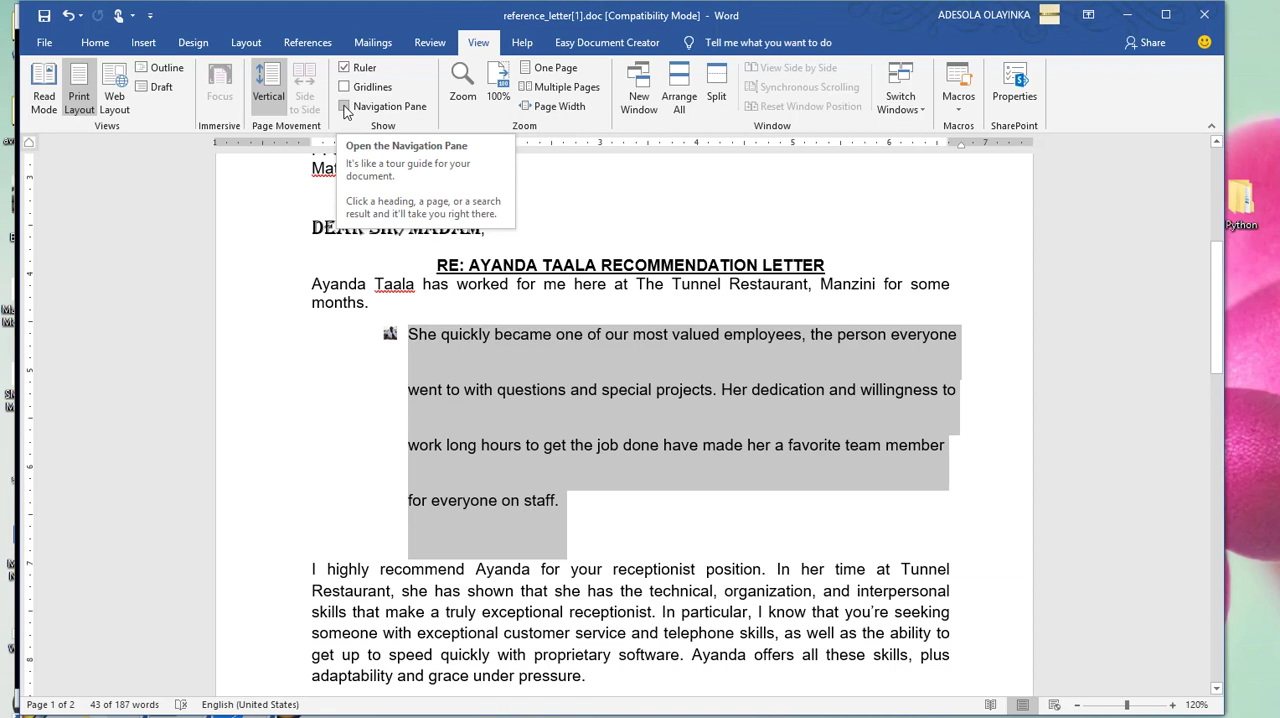 reference_letter[1].doc [Compatibility Mode] - Word
ADESOLA OLAYINKA
File Home Insert Design Layout References Mailings Review View Help Easy Document Creator Tell me what you want to do Share
Read Mode
Print Layout
Web Layout
Outline
Draft
Views
Focus
Immersive
Vertical
Side to Side
Page Movement
Ruler
Gridlines
Navigation Pane
Show
Zoom
100%
One Page
Multiple Pages
Page Width
Zoom
New Window
Arrange All
Split
View Side by Side
Synchronous Scrolling
Reset Window Position
Window
Switch Windows
Macros
Macros
Properties
SharePoint
Open the Navigation Pane
It's like a tour guide for your
document.
Click a heading, a page, or a search
result and it'll take you right there.
DEAR SIR/MADAM,
RE: AYANDA TAALA RECOMMENDATION LETTER
Ayanda Taala has worked for me here at The Tunnel Restaurant, Manzini for some
months.
She quickly became one of our most valued employees, the person everyone
went to with questions and special projects. Her dedication and willingness to
work long hours to get the job done have made her a favorite team member
for everyone on staff.
I highly recommend Ayanda for your receptionist position. In her time at Tunnel
Restaurant, she has shown that she has the technical, organization, and interpersonal
skills that make a truly exceptional receptionist. In particular, I know that you're seeking
someone with exceptional customer service and telephone skills, as well as the ability to
get up to speed quickly with proprietary software. Ayanda offers all these skills, plus
adaptability and grace under pressure.
Python
Page 1 of 2 43 of 187 words English (United States) 120%